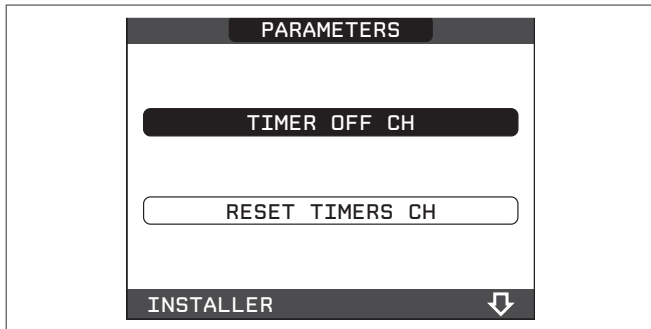 PARAMETERS
TIMER OFF CH
RESET TIMERS CH
INSTALLER